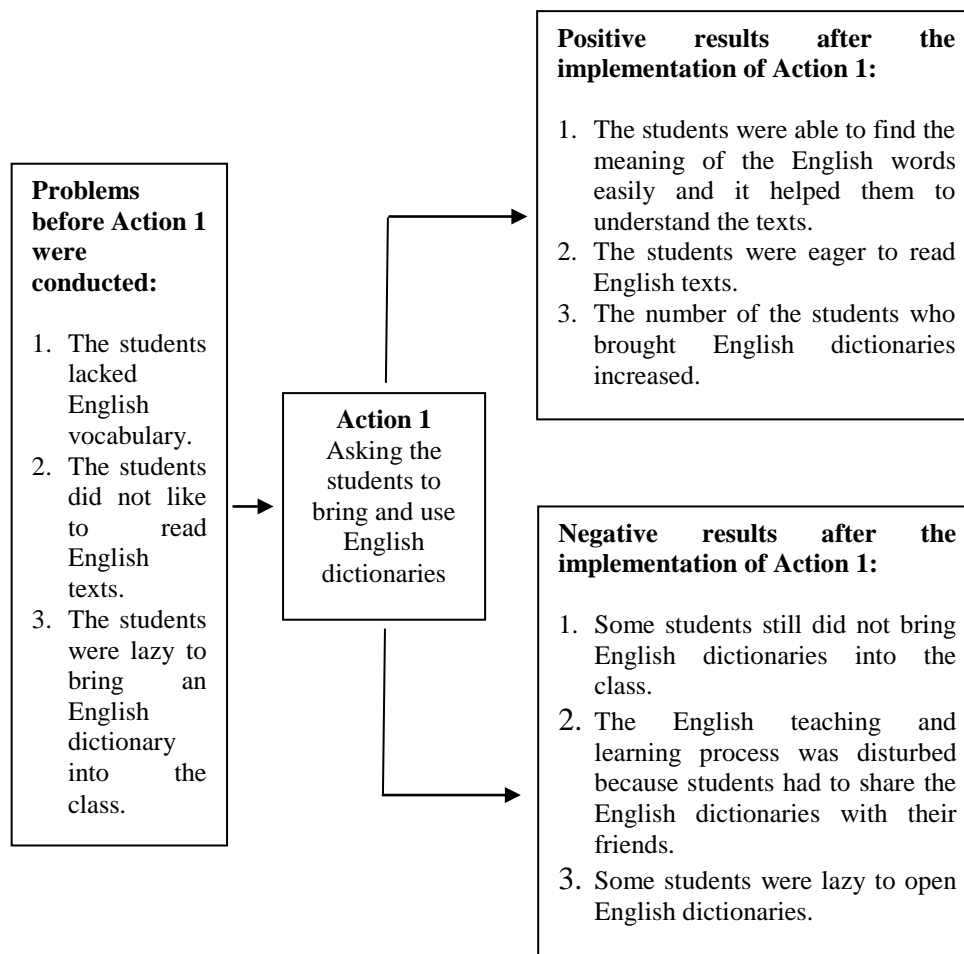 Problems
before Action 1
were
conducted:
1. The students
lacked
English
vocabulary.
2. The students
did not like
to read
English
texts.
3. The students
were lazy to
bring an
English
dictionary
into the
class.
Action 1
Asking the
students to
bring and use
English
dictionaries
Positive results after the
implementation of Action 1:
1. The students were able to find the
meaning of the English words
easily and it helped them to
understand the texts.
2. The students were eager to read
English texts.
3. The number of the students who
brought English dictionaries
increased.
Negative results after the
implementation of Action 1:
1. Some students still did not bring
English dictionaries into the
class.
2. The English teaching and
learning process was disturbed
because students had to share the
English dictionaries with their
friends.
3. Some students were lazy to open
English dictionaries.